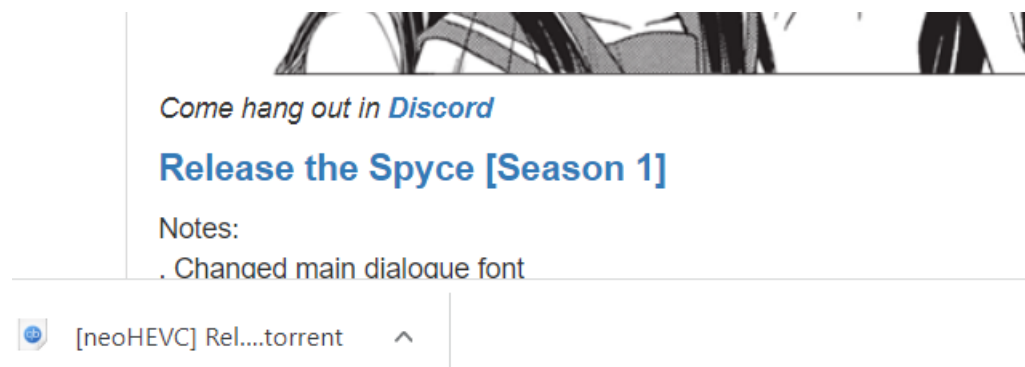 Come hang out in Discord
Release the Spyce [Season 1]
Notes:
. Changed main dialogue font
[neoHEVC] Rel....torrent